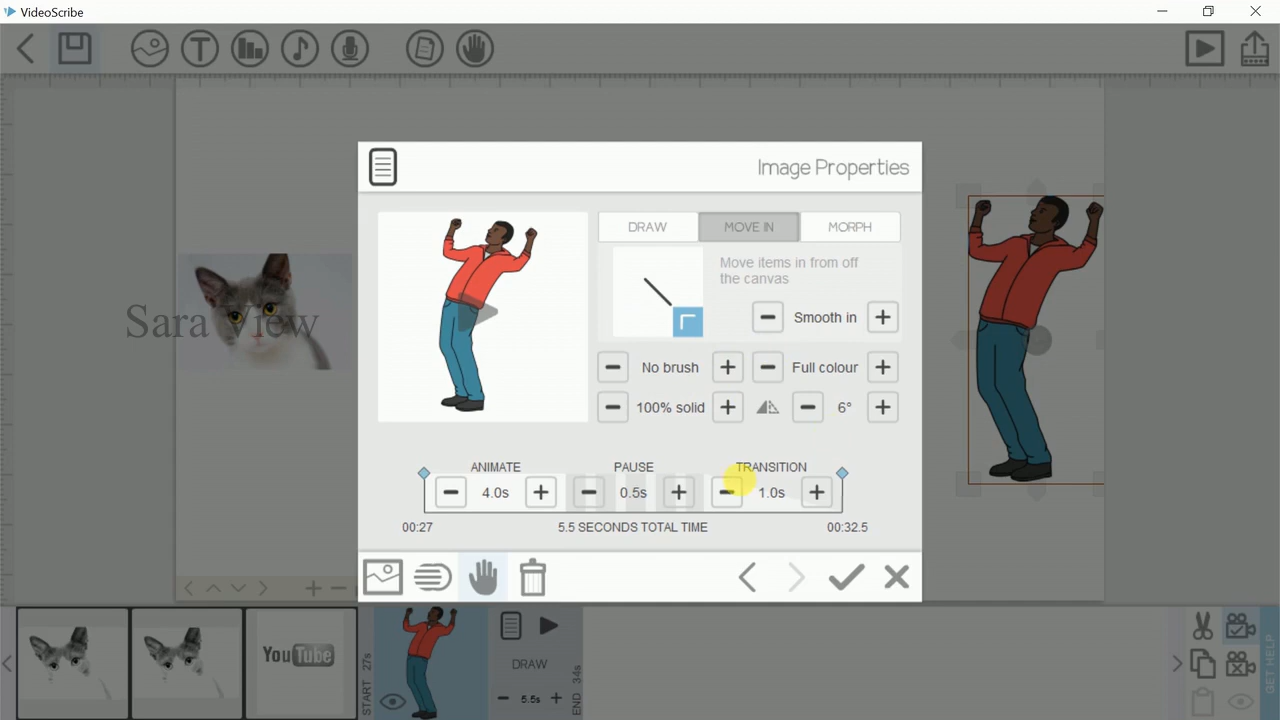 VideoScribe
Image Properties
DRAW
MOVE IN
MORPH
Move items in from off
the canvas
Smooth in
No brush
Full colour
100% solid
6°
Sara View
ANIMATE
PAUSE
TRANSITION
4.0s
0.5s
1.0s
00:27
5.5 SECONDS TOTAL TIME
00:32.5
YouTube
START 27s
DRAW
5.5s
END 34s
GET HELP